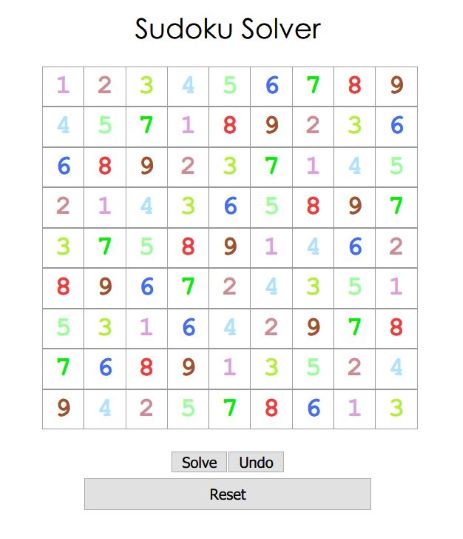 Sudoku Solver
1 2 3 4 5 6 7 8 9
4 5 7 1 8 9 2 3 6
6 8 9 2 3 7 1 4 5
2 1 4 3 6 5 8 9 7
3 7 5 8 9 1 4 6 2
8 9 6 7 2 4 3 5 1
5 3 1 6 4 2 9 7 8
7 6 8 9 1 3 5 2 4
9 4 2 5 7 8 6 1 3
Solve Undo
Reset